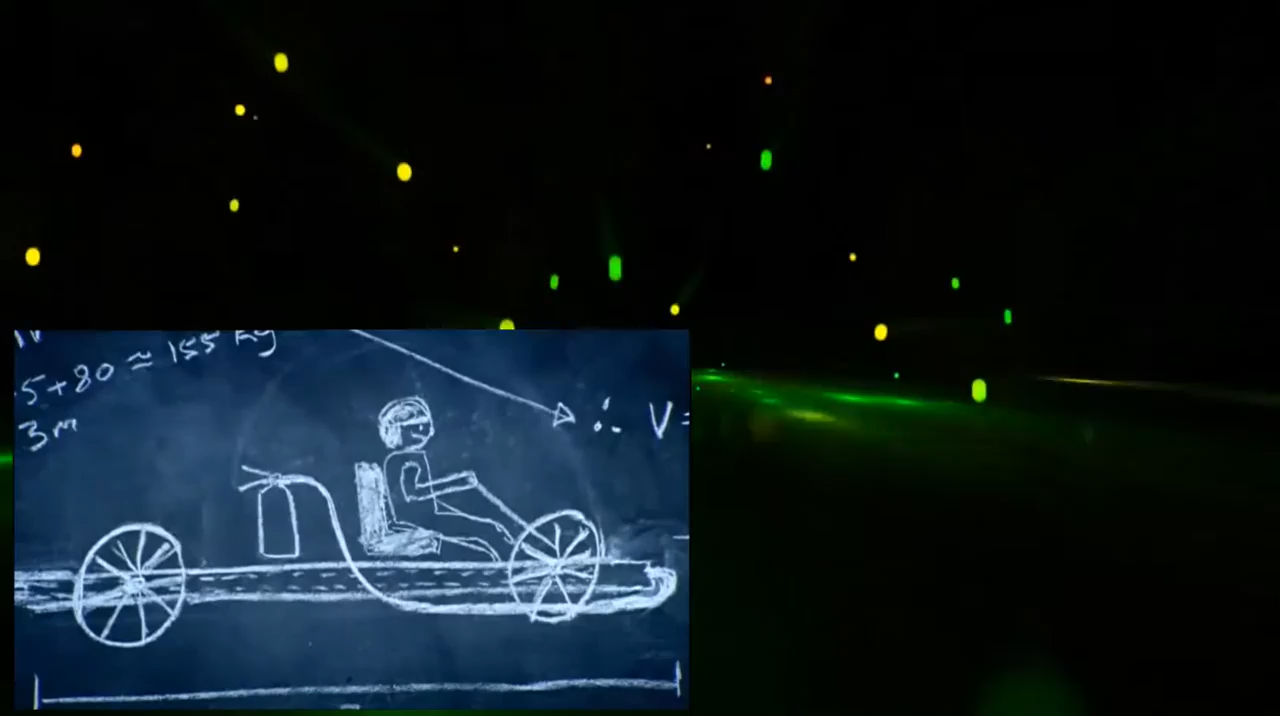 5+80 ≈ 155 Kg
3m
∴ V=